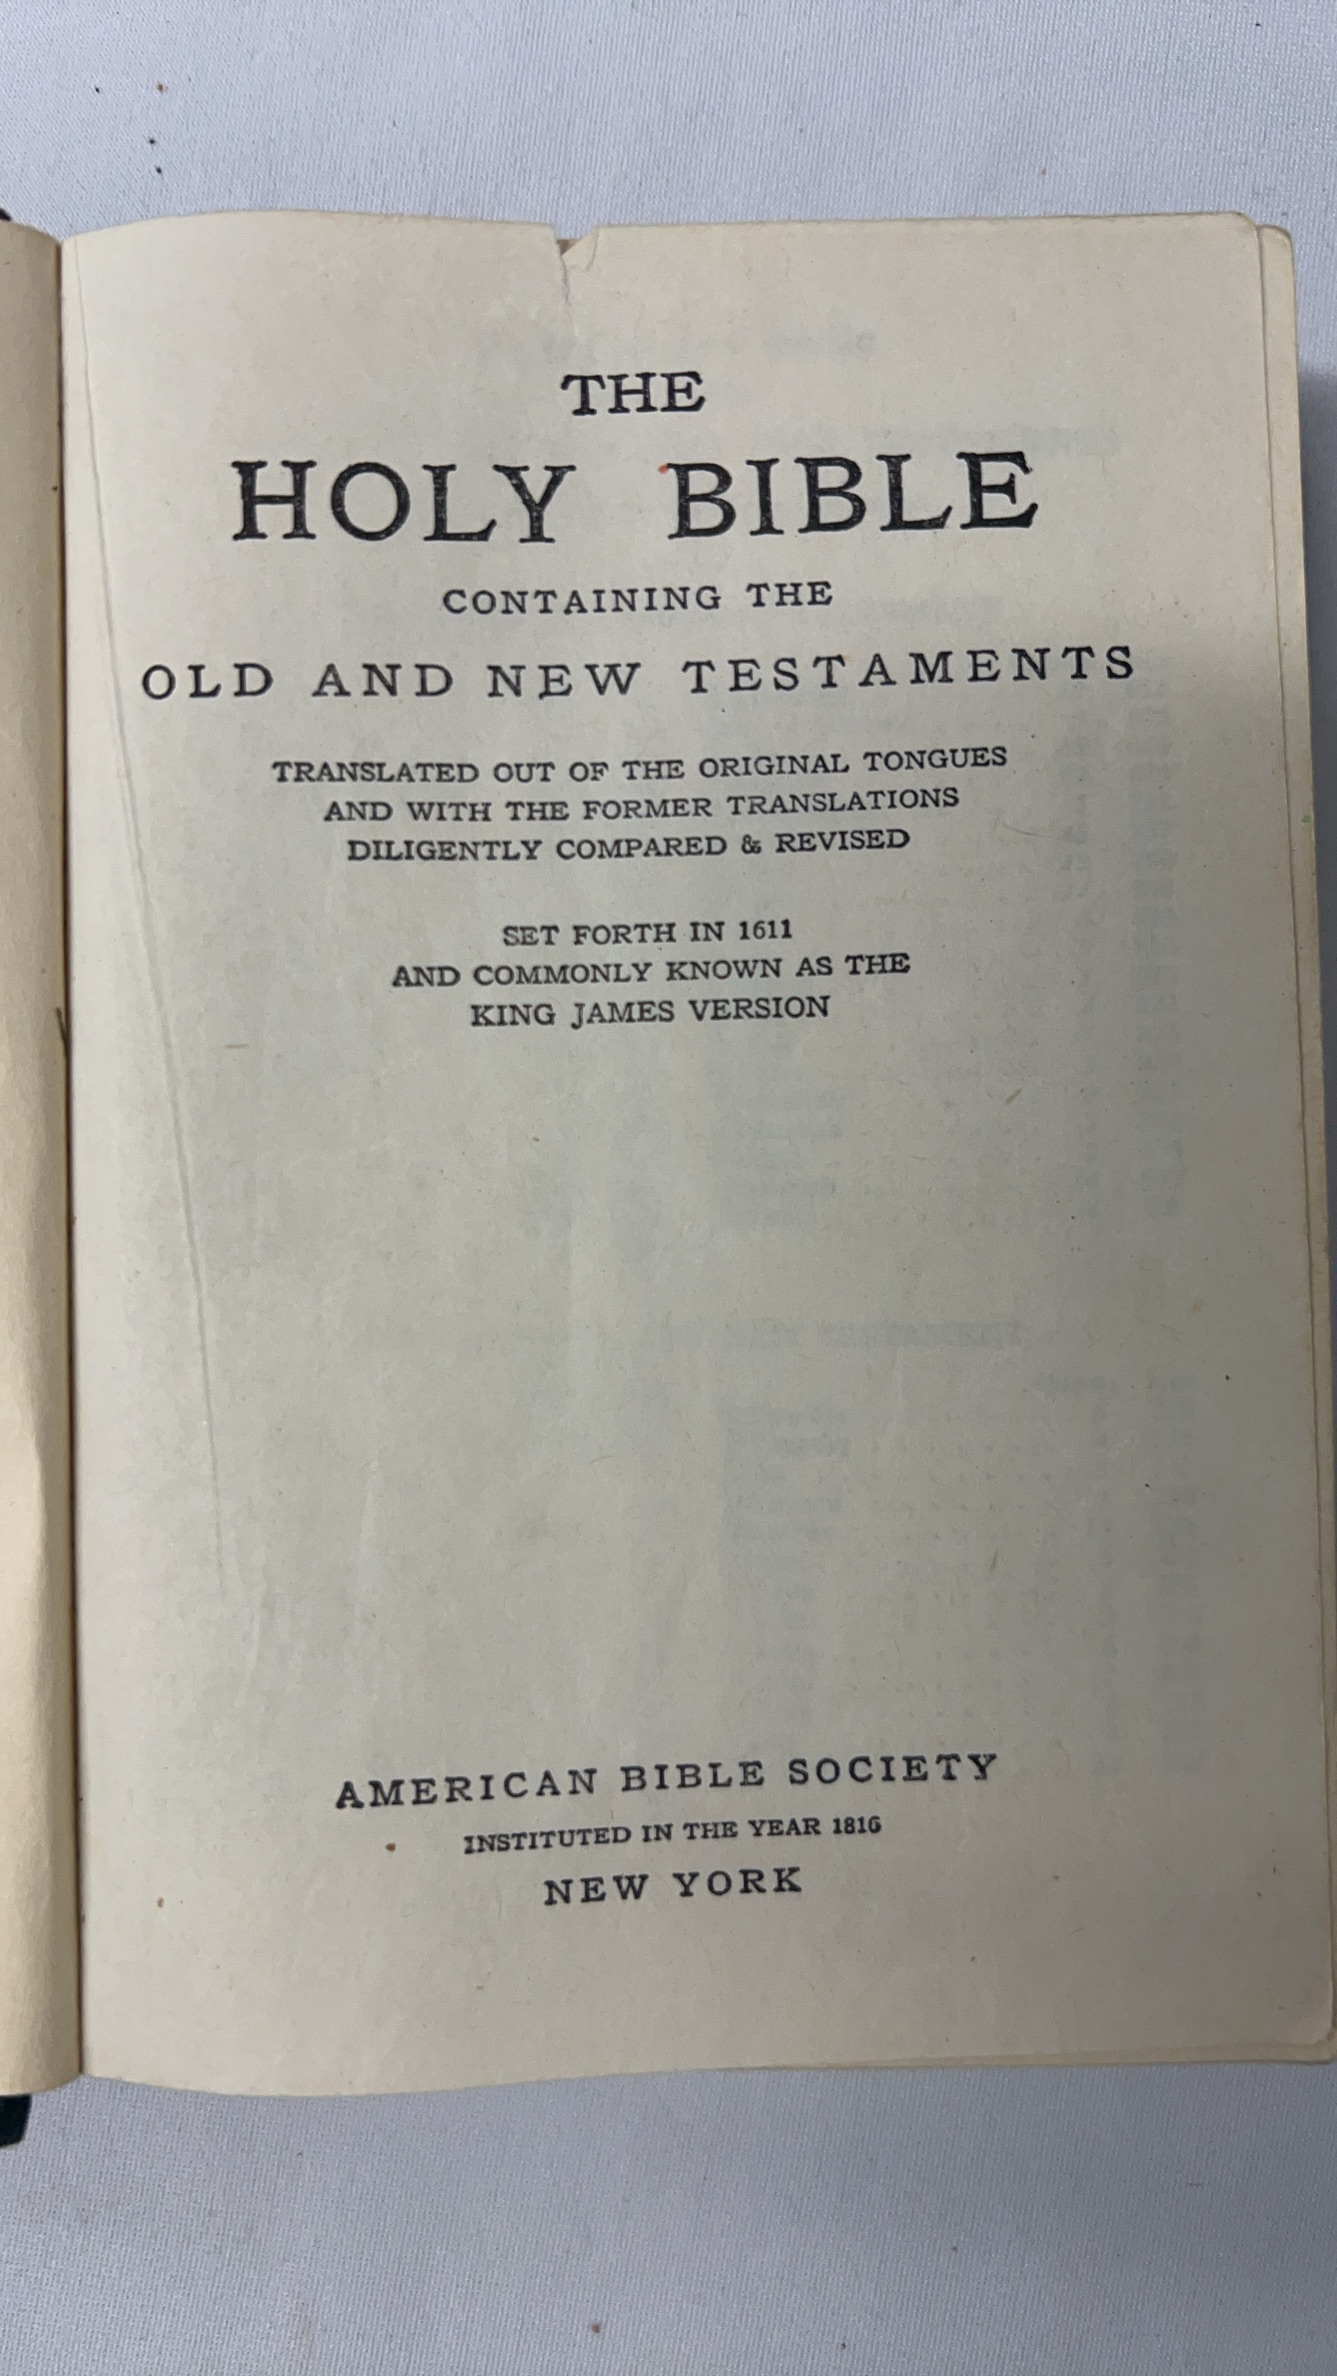 THE
HOLY BIBLE
CONTAINING THE
OLD AND NEW TESTAMENTS
TRANSLATED OUT OF THE ORIGINAL TONGUES
AND WITH THE FORMER TRANSLATIONS
DILIGENTLY COMPARED & REVISED
SET FORTH IN 1611
AND COMMONLY KNOWN AS THE
KING JAMES VERSION
AMERICAN BIBLE SOCIETY
INSTITUTED IN THE YEAR 1816
NEW YORK